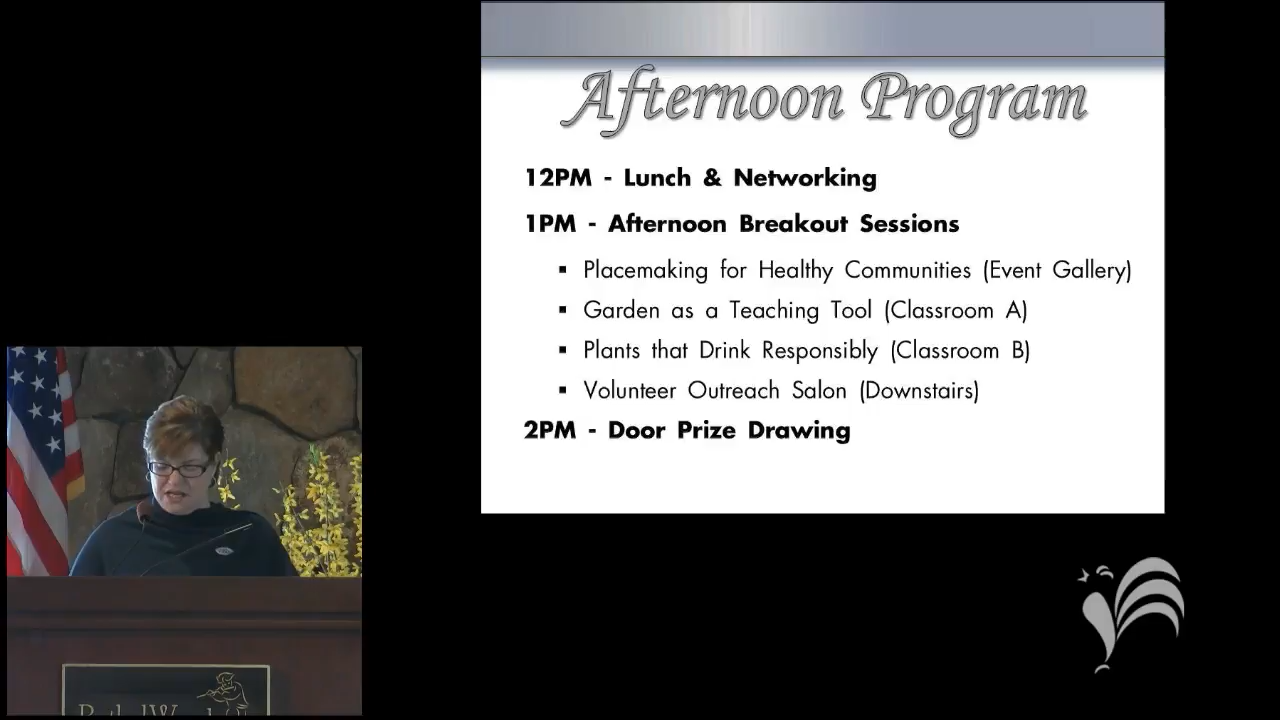 Afternoon Program
12PM - Lunch & Networking
1PM - Afternoon Breakout Sessions
▪ Placemaking for Healthy Communities (Event Gallery)
▪ Garden as a Teaching Tool (Classroom A)
▪ Plants that Drink Responsibly (Classroom B)
▪ Volunteer Outreach Salon (Downstairs)
2PM - Door Prize Drawing